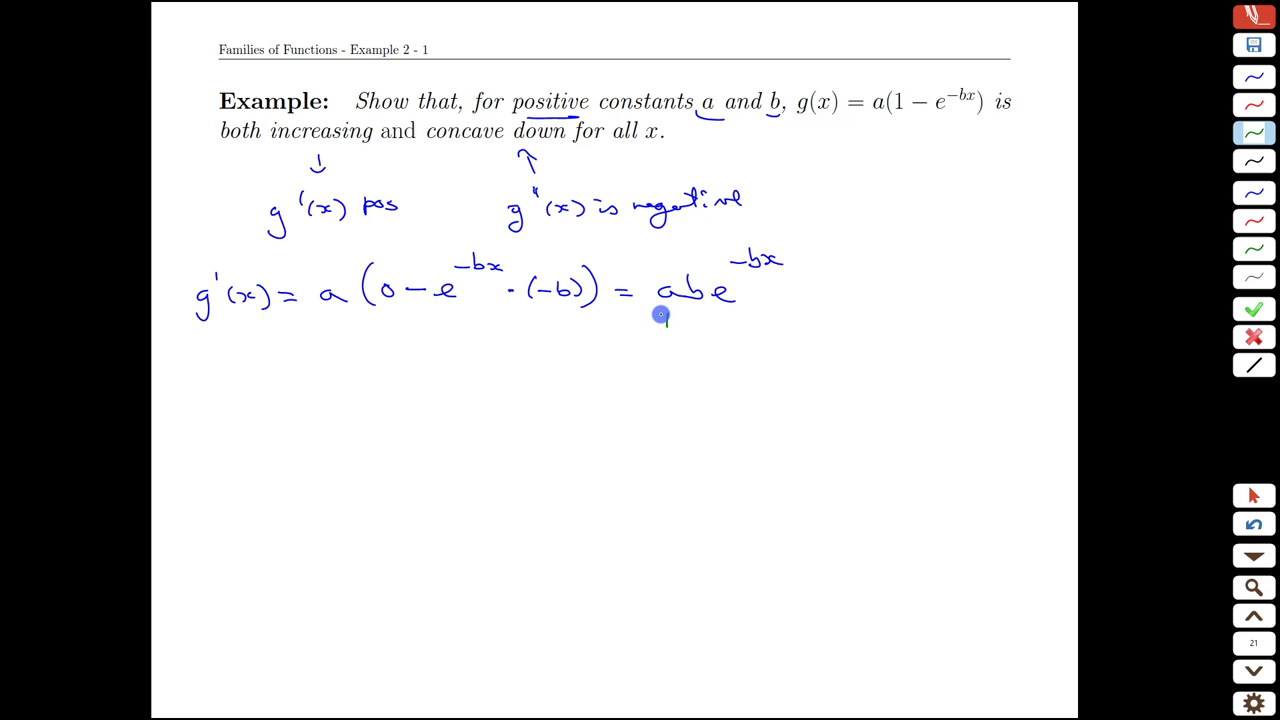 Families of Functions - Example 2 - 1
Example: Show that, for positive constants a and b, g(x) = a(1 − e^{−bx}) is
both increasing and concave down for all x.
g'(x) pos g''(x) is negative
g'(x) = a (0 − e^{−bx} · (−b)) = abe^{−bx}
21